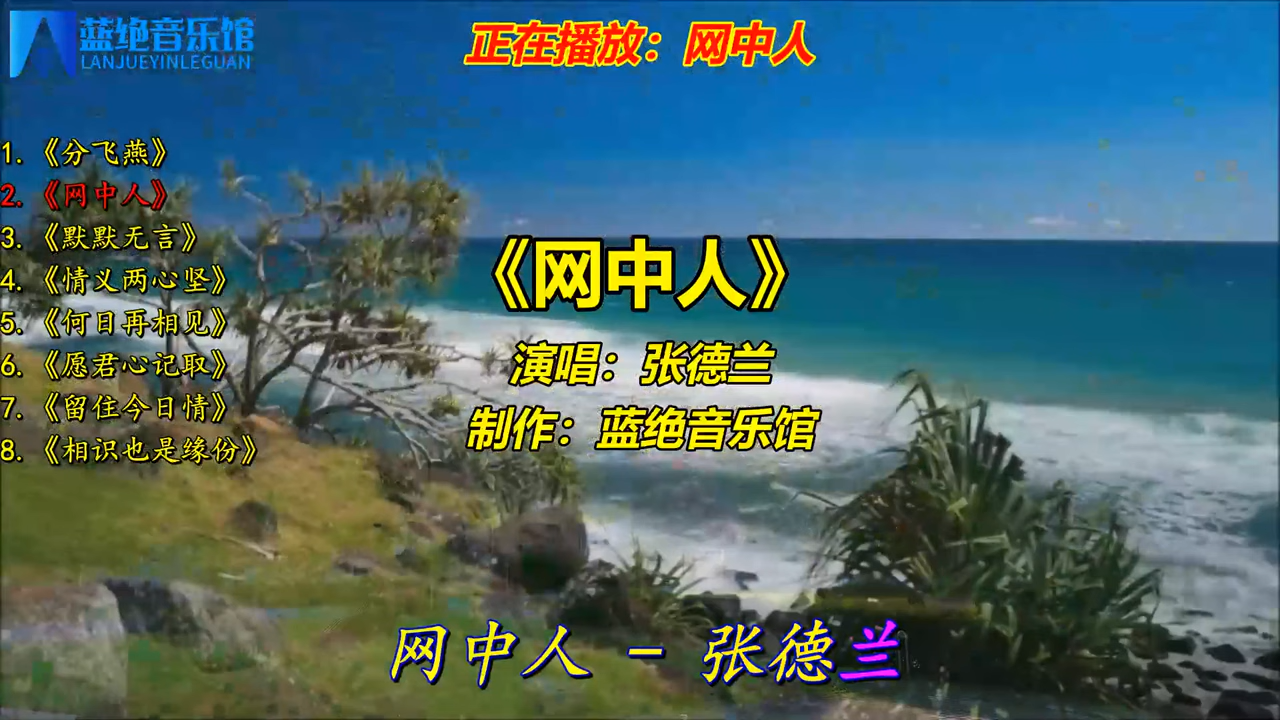 蓝绝音乐馆
LANJUEYINLEGUAN
正在播放：网中人
1.《分飞燕》
2.《网中人》
3.《默默无言》
4.《情义两心坚》
5.《何日再相见》
6.《愿君心记取》
7.《留住今日情》
8.《相识也是缘份》
《网中人》
演唱：张德兰
制作：蓝绝音乐馆
网中人 - 张德兰